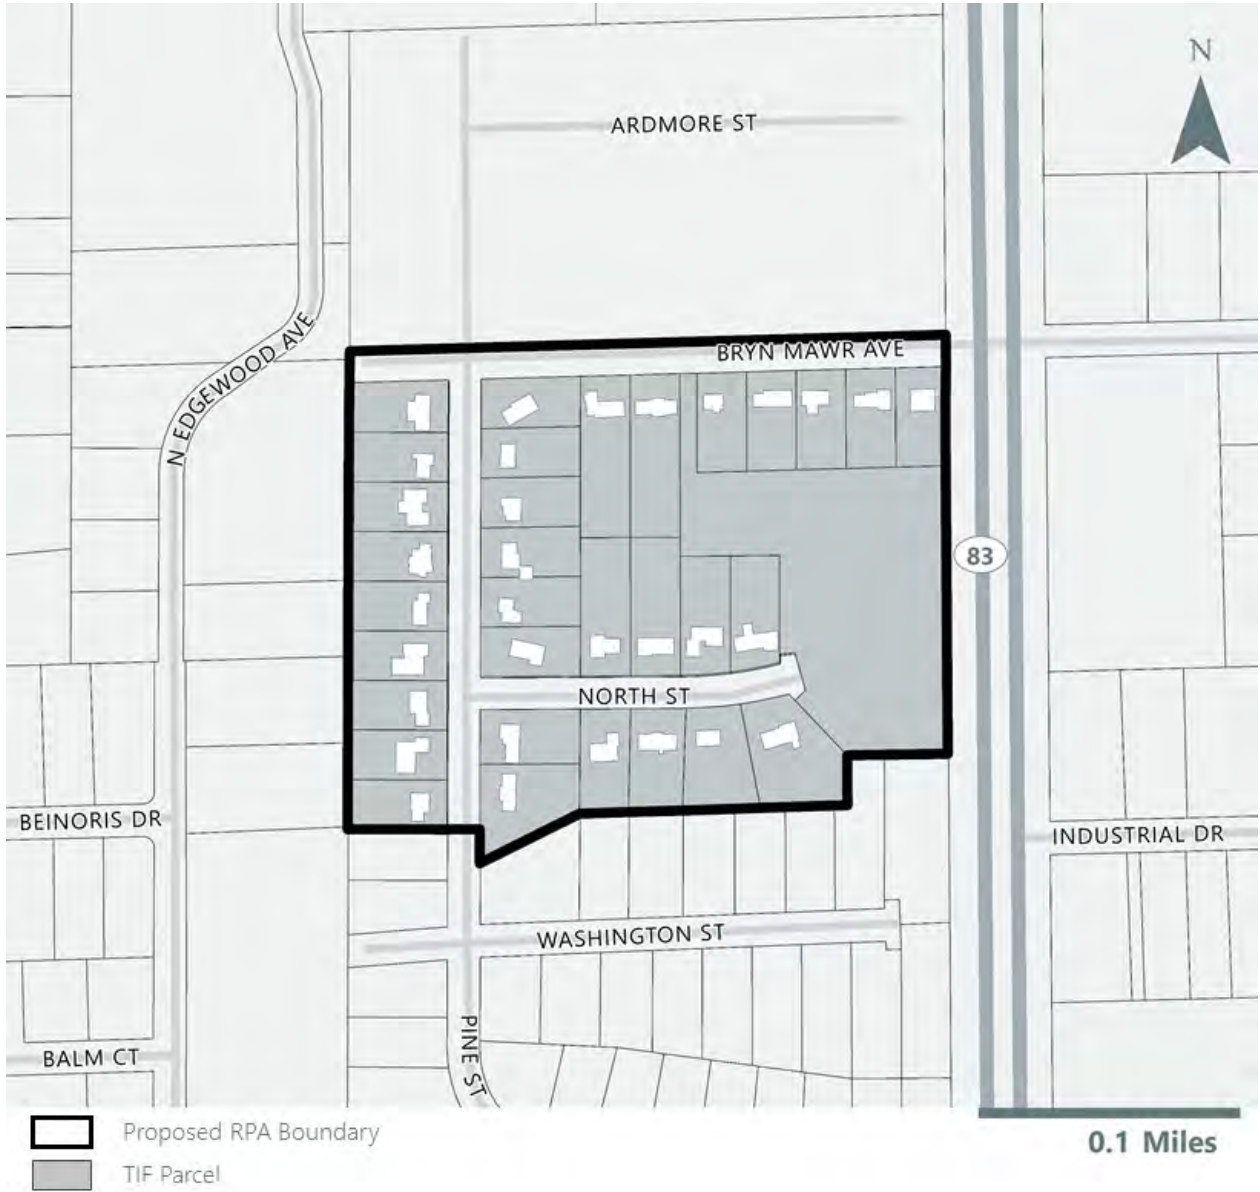 N
ARDMORE ST
N EDGEWOOD AVE
BRYN MAWR AVE
83
NORTH ST
BEINORIS DR
INDUSTRIAL DR
WASHINGTON ST
PINE ST
BALM CT
Proposed RPA Boundary
0.1 Miles
TIF Parcel